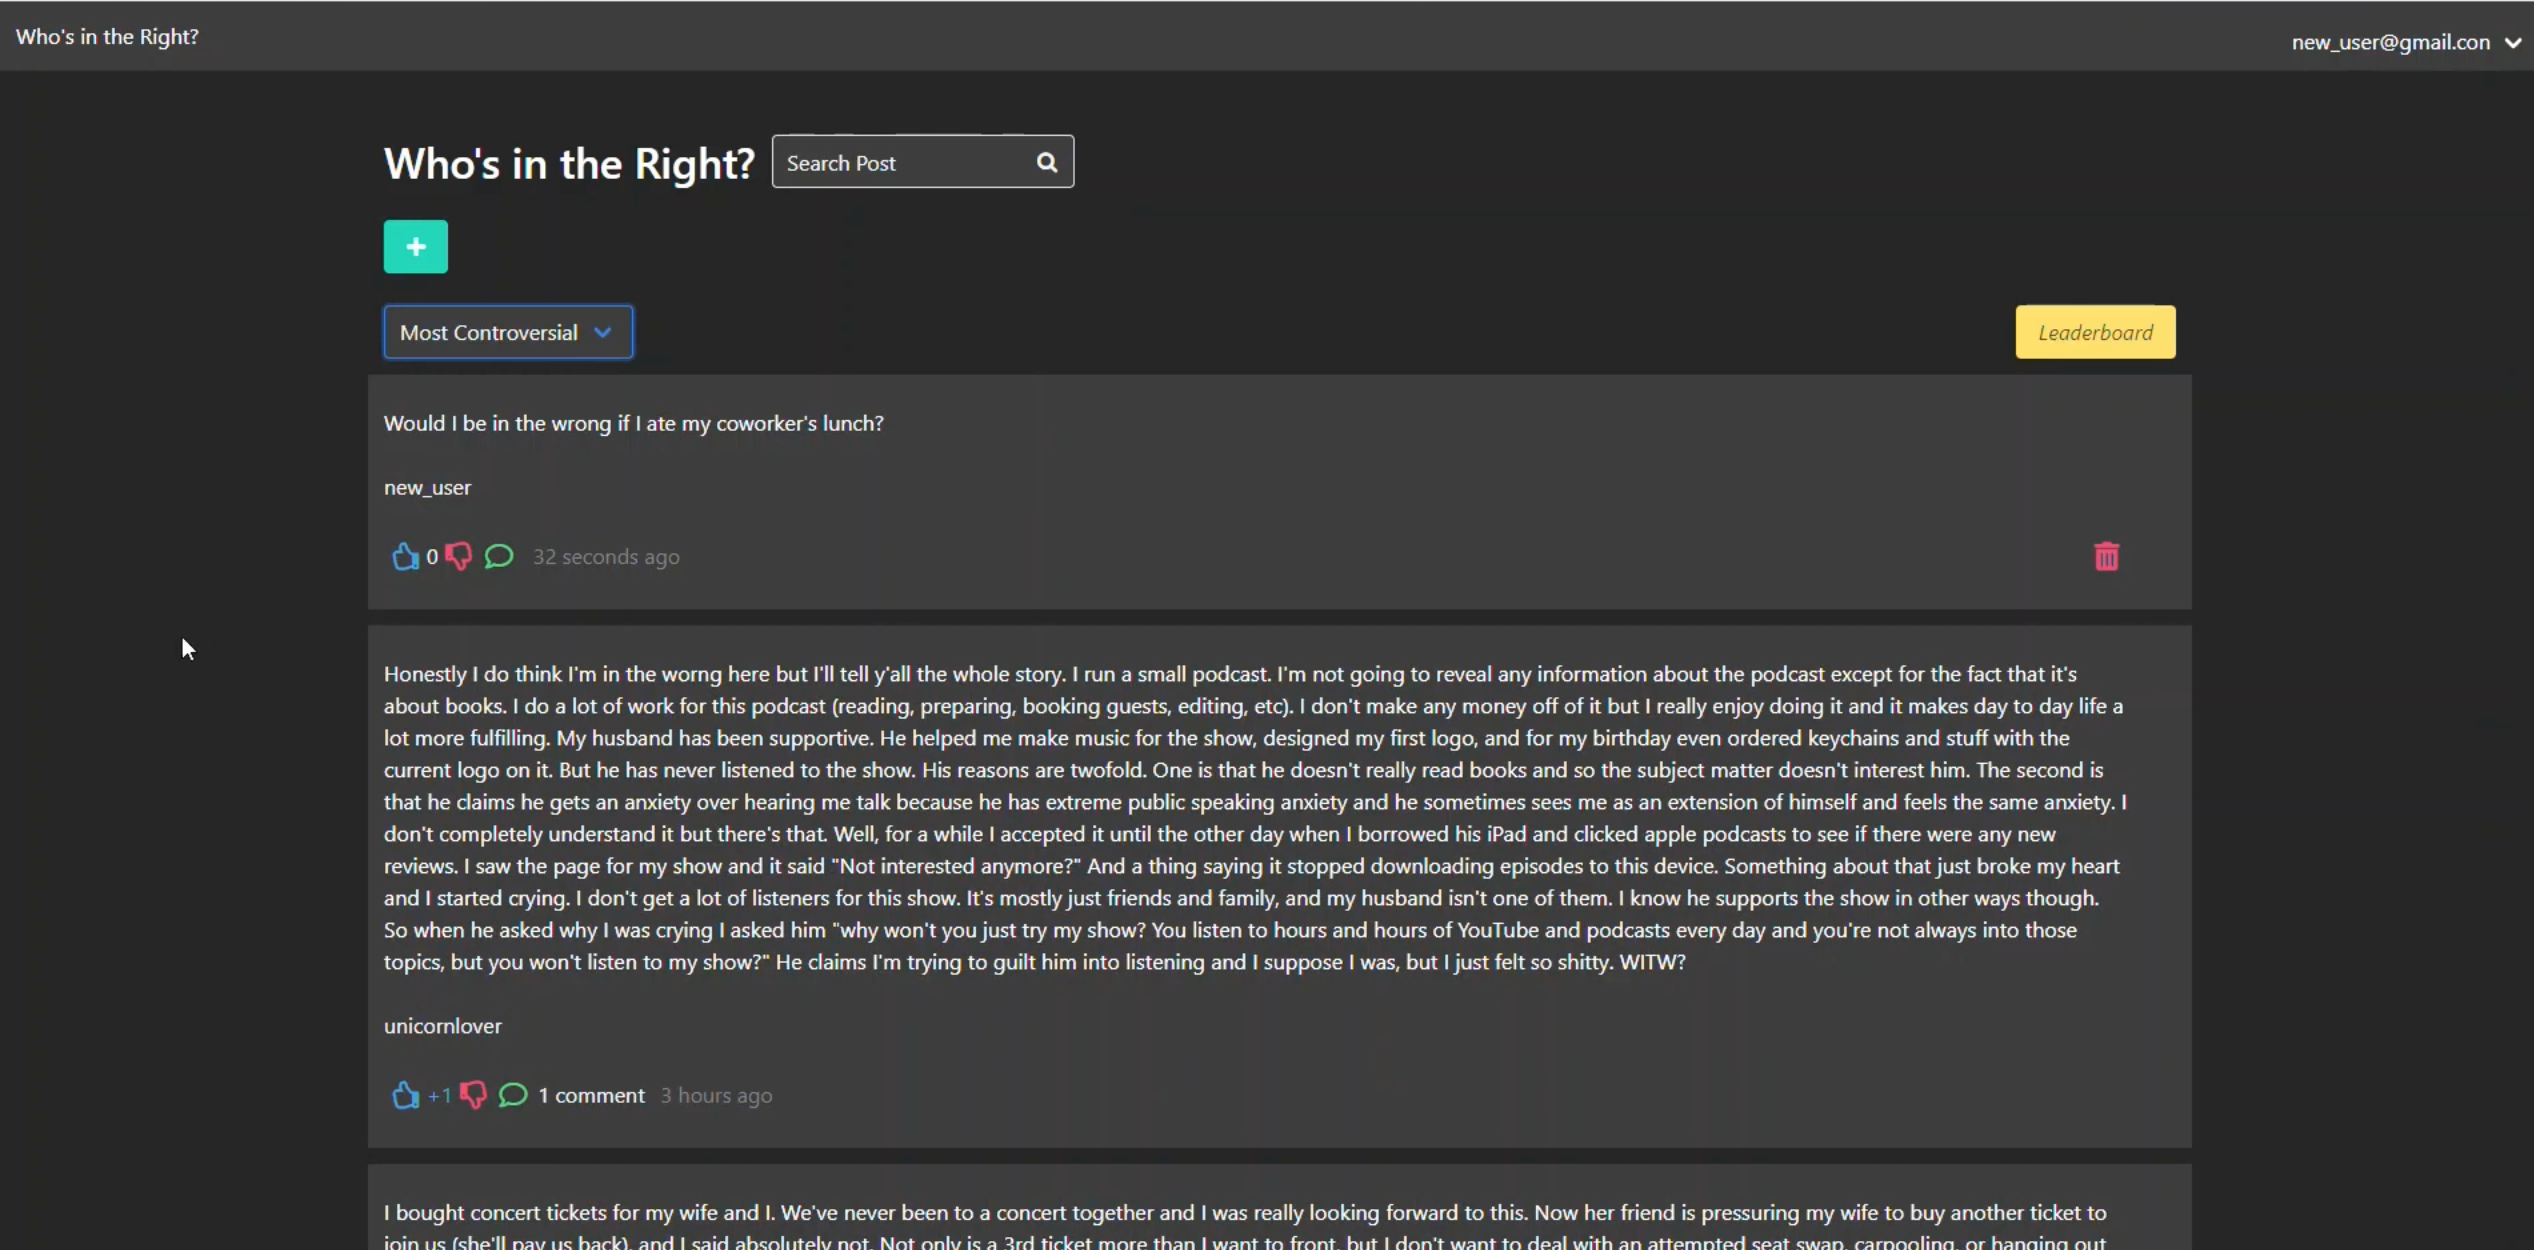 Who's in the Right?
new_user@gmail.con
Who's in the Right?
Search Post
+
Most Controversial
Leaderboard
Would I be in the wrong if I ate my coworker's lunch?
new_user
0
32 seconds ago
Honestly I do think I'm in the worng here but I'll tell y'all the whole story. I run a small podcast. I'm not going to reveal any information about the podcast except for the fact that it's
about books. I do a lot of work for this podcast (reading, preparing, booking guests, editing, etc). I don't make any money off of it but I really enjoy doing it and it makes day to day life a
lot more fulfilling. My husband has been supportive. He helped me make music for the show, designed my first logo, and for my birthday even ordered keychains and stuff with the
current logo on it. But he has never listened to the show. His reasons are twofold. One is that he doesn't really read books and so the subject matter doesn't interest him. The second is
that he claims he gets an anxiety over hearing me talk because he has extreme public speaking anxiety and he sometimes sees me as an extension of himself and feels the same anxiety. I
don't completely understand it but there's that. Well, for a while I accepted it until the other day when I borrowed his iPad and clicked apple podcasts to see if there were any new
reviews. I saw the page for my show and it said "Not interested anymore?" And a thing saying it stopped downloading episodes to this device. Something about that just broke my heart
and I started crying. I don't get a lot of listeners for this show. It's mostly just friends and family, and my husband isn't one of them. I know he supports the show in other ways though.
So when he asked why I was crying I asked him "why won't you just try my show? You listen to hours and hours of YouTube and podcasts every day and you're not always into those
topics, but you won't listen to my show?" He claims I'm trying to guilt him into listening and I suppose I was, but I just felt so shitty. WITW?
unicornlover
+1
1 comment
3 hours ago
I bought concert tickets for my wife and I. We've never been to a concert together and I was really looking forward to this. Now her friend is pressuring my wife to buy another ticket to
join us (she'll pay us back), and I said absolutely not. Not only is a 3rd ticket more than I want to front, but I don't want to deal with an attempted seat swap, carpooling, or hanging out